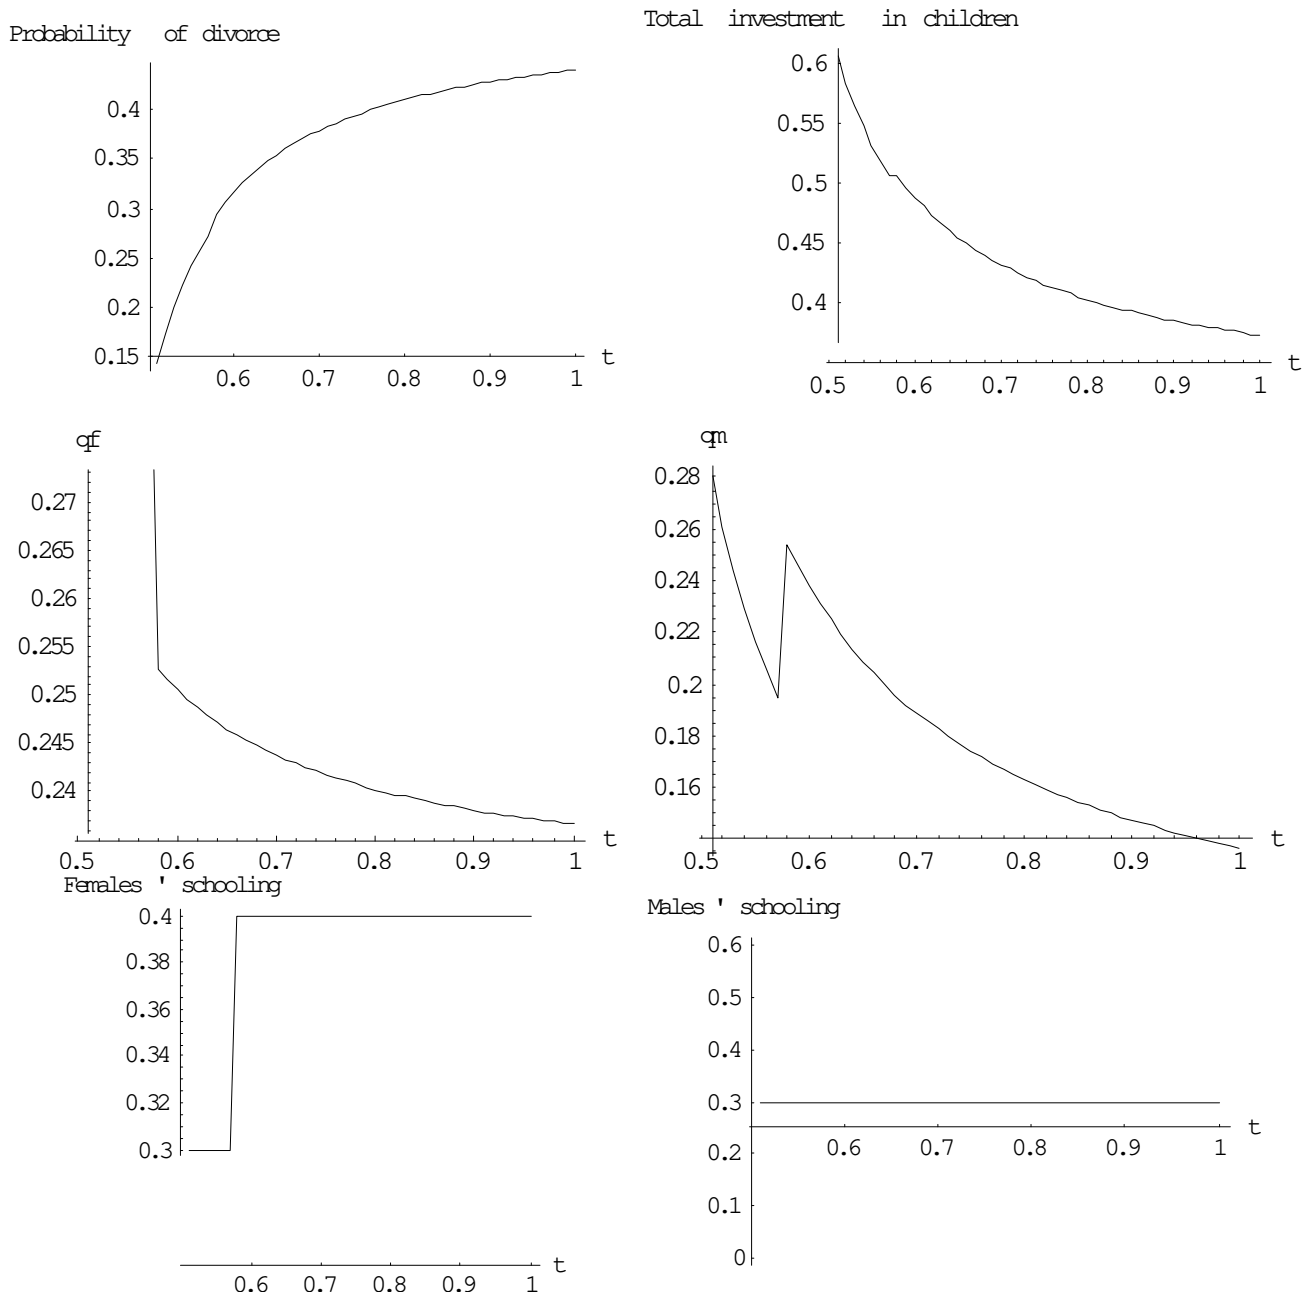 Probability of divorce
0.4
0.35
0.3
0.25
0.2
0.15
0.6 0.7 0.8 0.9 1
t
Total investment in children
0.6
0.55
0.5
0.45
0.4
0.5 0.6 0.7 0.8 0.9 1
t
qf
0.27
0.265
0.26
0.255
0.25
0.245
0.24
0.5 0.6 0.7 0.8 0.9 1
t
qm
0.28
0.26
0.24
0.22
0.2
0.18
0.16
0.5 0.6 0.7 0.8 0.9 1
t
Females ' schooling
0.4
0.38
0.36
0.34
0.32
0.3
0.6 0.7 0.8 0.9 1
t
Males ' schooling
0.6
0.5
0.4
0.3
0.2
0.1
0
0.6 0.7 0.8 0.9 1
t